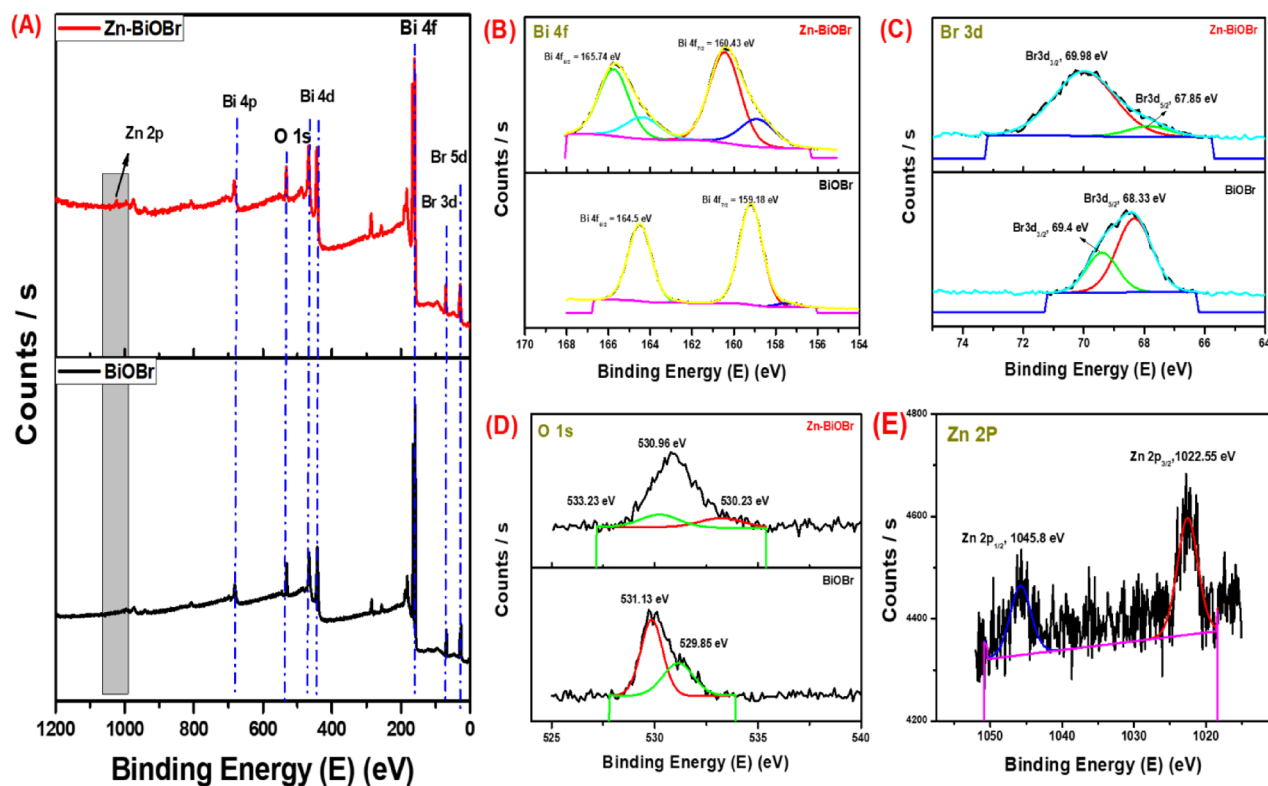 (A)
Zn-BiOBr
Bi 4f
Bi 4p
Bi 4d
Zn 2p
O 1s
Br 5d
Br 3d
Counts / s
BiOBr
1200 1000 800 600 400 200 0
Binding Energy (E) (eV)
(B)
Bi 4f
Zn-BiOBr
Bi 4f7/2 = 160.43 eV
Bi 4f5/2 = 165.74 eV
Counts / s
BiOBr
Bi 4f7/2 = 159.18 eV
Bi 4f5/2 = 164.5 eV
170 168 166 164 162 160 158 156 154
Binding Energy (E) (eV)
(C)
Br 3d
Zn-BiOBr
Br3d3/2, 69.98 eV
Br3d5/2, 67.85 eV
Counts / s
BiOBr
Br3d5/2, 68.33 eV
Br3d3/2, 69.4 eV
74 72 70 68 66 64
Binding Energy (E) (eV)
(D)
O 1s
Zn-BiOBr
530.96 eV
533.23 eV
530.23 eV
Counts / s
BiOBr
531.13 eV
529.85 eV
525 530 535 540
Binding Energy (E) (eV)
(E)
Zn 2P
Zn 2p3/2, 1022.55 eV
Zn 2p1/2, 1045.8 eV
Counts / s
4800
4600
4400
4200
1050 1040 1030 1020
Binding Energy (E) (eV)